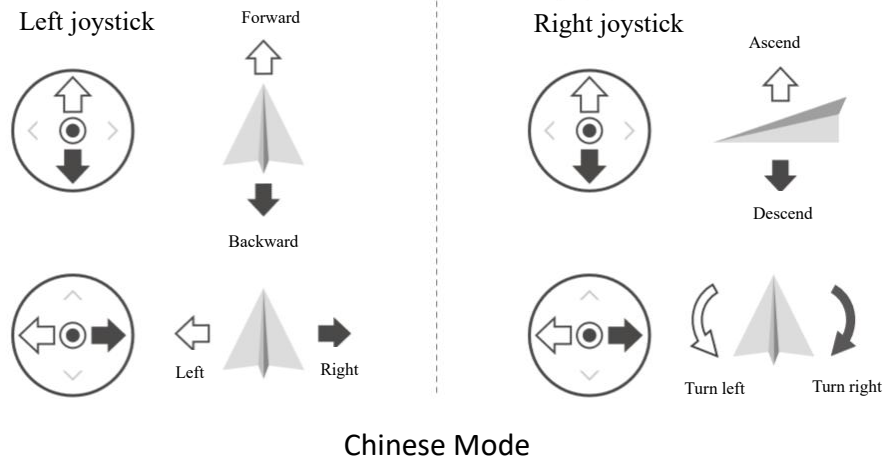 Left joystick
Forward
Backward
Left
Right
Right joystick
Ascend
Descend
Turn left
Turn right
Chinese Mode